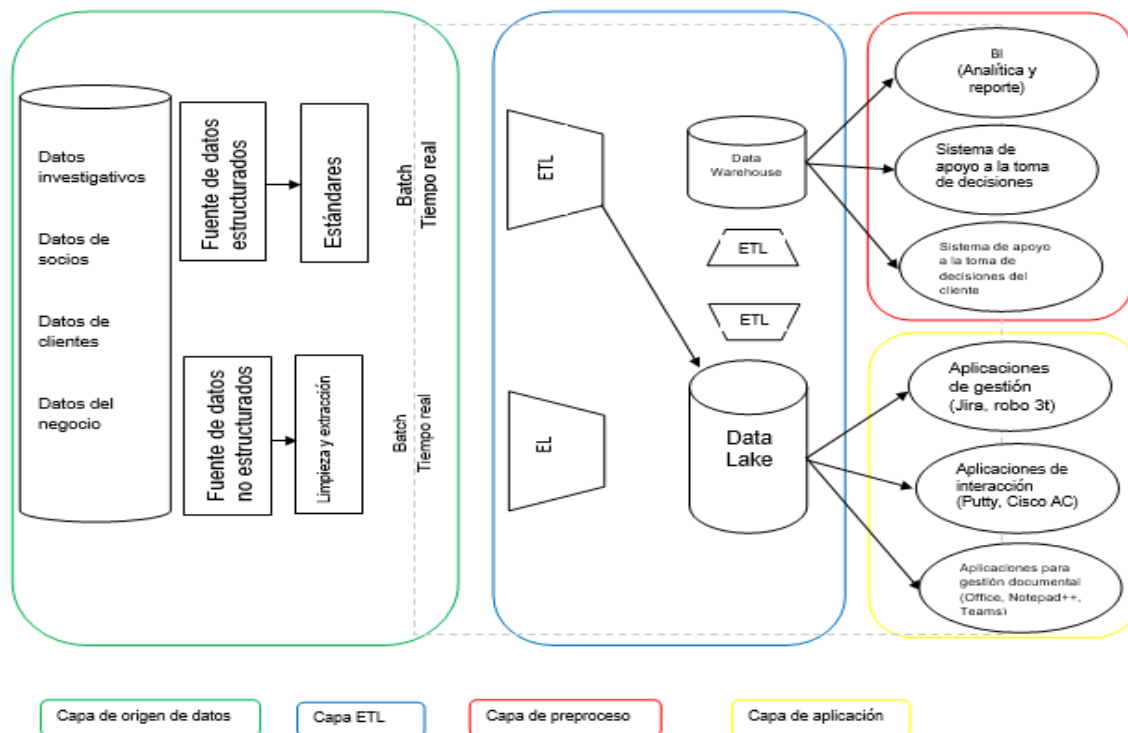 Datos
investigativos
Datos de
socios
Datos de
clientes
Datos del
negocio
Fuente de datos
estructurados
Estándares
Batch
Tiempo real
Fuente de datos
no estructurados
Limpieza y extracción
Batch
Tiempo real
ETL
EL
Data
Warehouse
ETL
ETL
Data
Lake
BI
(Analítica y
reporte)
Sistema de
apoyo a la toma
de decisiones
Sistema de apoyo
a la toma de
decisiones del
cliente
Aplicaciones
de gestión
(Jira, robo 3t)
Aplicaciones de
interacción
(Putty, Cisco AC)
Aplicaciones para
gestión documental
(Office, Notepad++,
Teams)
Capa de origen de datos
Capa ETL
Capa de preproceso
Capa de aplicación